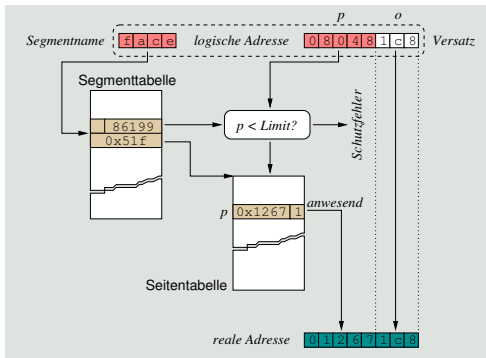 p o
Segmentname f a c e logische Adresse 0 8 0 4 8 1 c 8 Versatz
Segmenttabelle
86199
p < Limit?
Schutzfehler
0x51f
p 0x1267 1 anwesend
Seitentabelle
reale Adresse 0 1 2 6 7 1 c 8